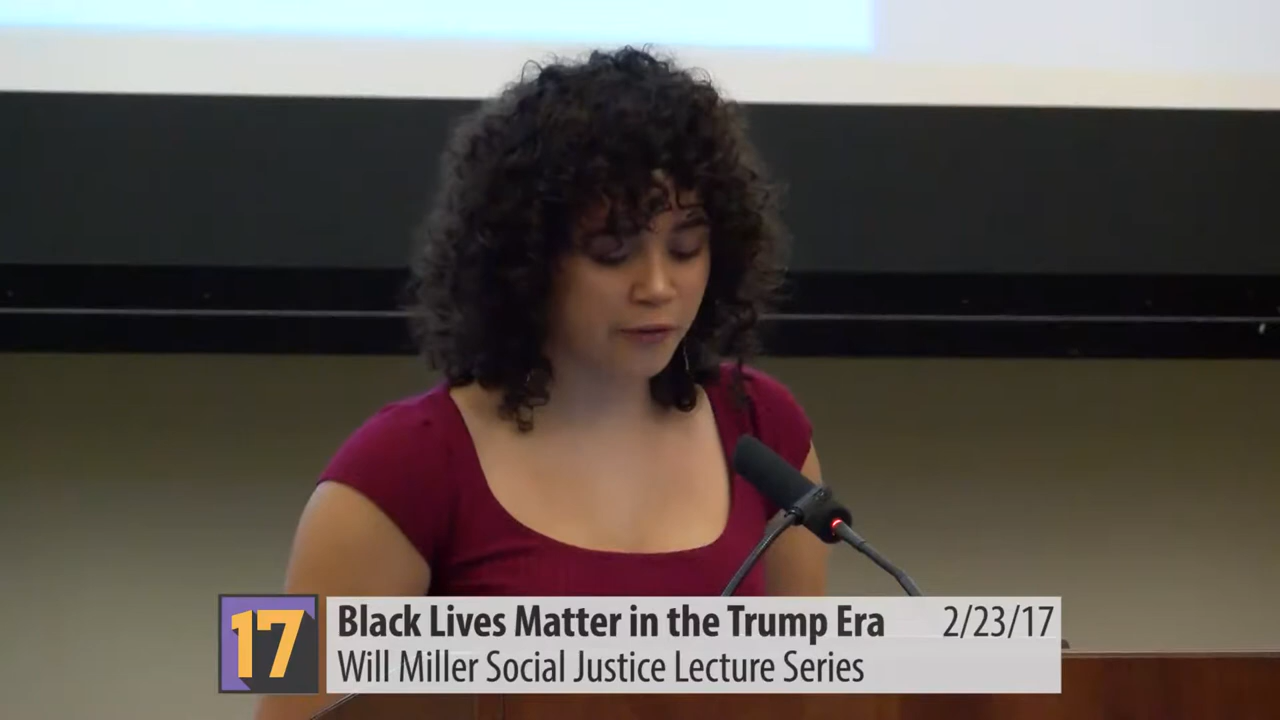 17
Black Lives Matter in the Trump Era 2/23/17
Will Miller Social Justice Lecture Series